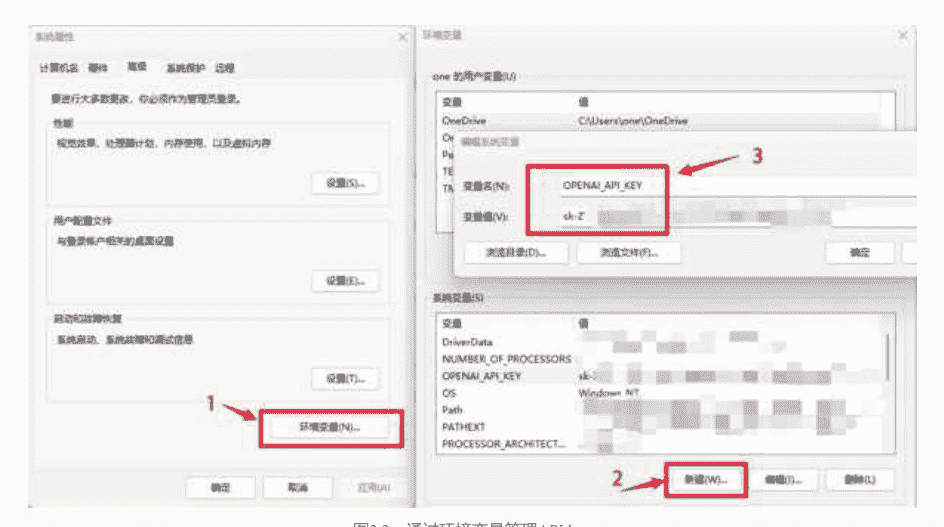 系统属性
计算机名 硬件 高级 系统保护 远程
要进行大多数更改，你必须作为管理员登录。
性能
视觉效果，处理器计划，内存使用，以及虚拟内存
设置(S)...
用户配置文件
与登录帐户相关的桌面设置
设置(E)...
启动和故障恢复
系统启动、系统故障和调试信息
设置(T)...
1
环境变量(N)...
确定 取消 应用(A)
环境变量
one 的用户变量(U)
变量 值
OneDrive C:\Users\one\OneDrive
编辑系统变量
3
变量名(N): OPENAI_API_KEY
变量值(V): sk-Z
浏览目录(D)... 浏览文件(F)... 确定
系统变量(S)
变量 值
DriverData
NUMBER_OF_PROCESSORS
OPENAI_API_KEY sk-
OS Windows_NT
Path
PATHEXT
PROCESSOR_ARCHITECT...
2
新建(W)... 编辑(I)... 删除(L)